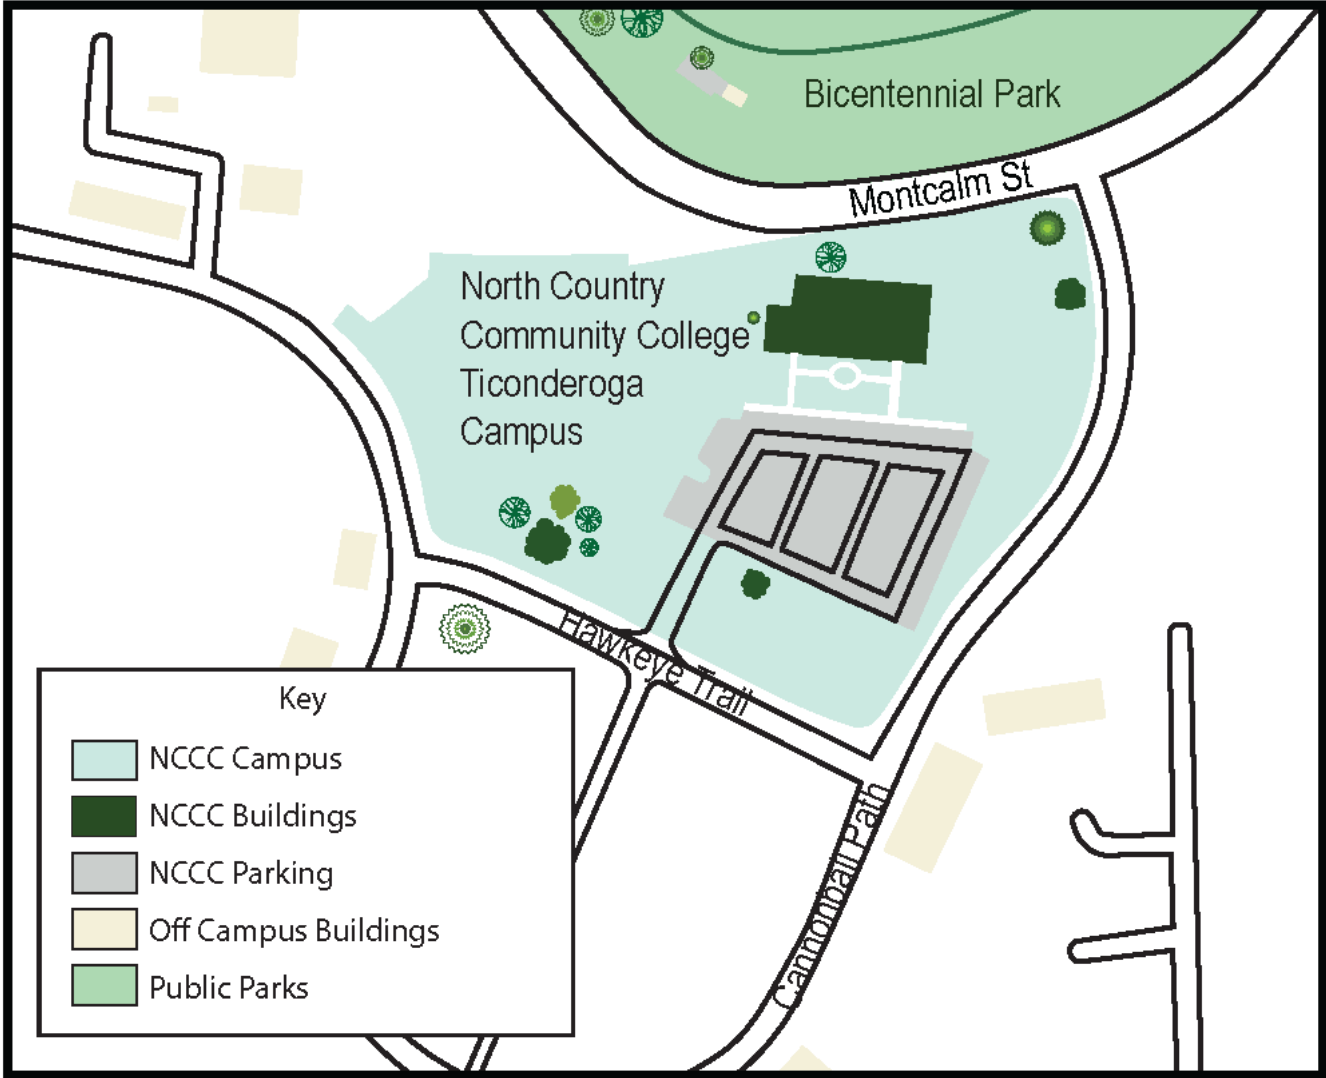 Bicentennial Park
Montcalm St
North Country
Community College
Ticonderoga
Campus
Hawkeye Trail
Cannonball Path
Key
NCCC Campus
NCCC Buildings
NCCC Parking
Off Campus Buildings
Public Parks